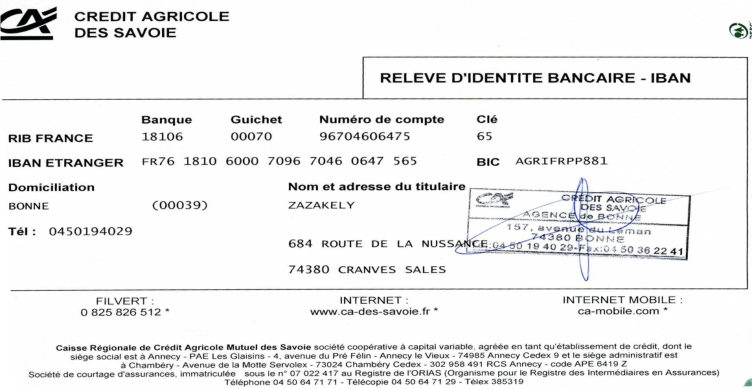 CREDIT AGRICOLE
DES SAVOIE
RELEVE D'IDENTITE BANCAIRE - IBAN
Banque Guichet Numéro de compte Clé
RIB FRANCE 18106 00070 96704606475 65
IBAN ETRANGER FR76 1810 6000 7096 7046 0647 565 BIC AGRIFRPP881
Domiciliation Nom et adresse du titulaire
BONNE (00039) ZAZAKELY
Tél : 0450194029
684 ROUTE DE LA NUSSANCE
74380 CRANVES SALES
CREDIT AGRICOLE
DES SAVOIE
AGENCE de BONNE
157, avenue du Leman
74380 BONNE
:04 50 19 40 29-Fax:04 50 36 22 41
FILVERT : INTERNET : INTERNET MOBILE :
0 825 826 512 * www.ca-des-savoie.fr * ca-mobile.com *
Caisse Régionale de Crédit Agricole Mutuel des Savoie société coopérative à capital variable, agréée en tant qu'établissement de crédit, dont le
siège social est à Annecy - PAE Les Glaisins - 4, avenue du Pré Félin - Annecy le Vieux - 74985 Annecy Cedex 9 et le siège administratif est
à Chambéry - Avenue de la Motte Servolex - 73024 Chambéry Cedex - 302 958 491 RCS Annecy - code APE 6419 Z
Société de courtage d'assurances, immatriculée sous le n° 07 022 417 au Registre de l'ORIAS (Organisme pour le Registre des Intermédiaires en Assurances)
Téléphone 04 50 64 71 71 - Télécopie 04 50 64 71 29 - Télex 385319